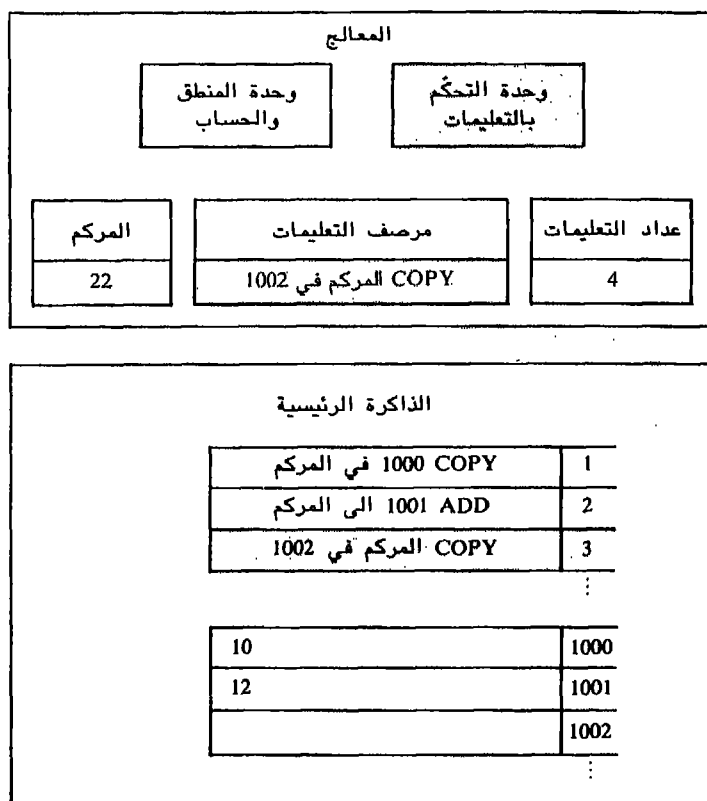 المعالج
وحدة التحكّم
بالتعليمات
وحدة المنطق
والحساب
عداد التعليمات
4
مرصف التعليمات
COPY المركم في 1002
المركم
22
الذاكرة الرئيسية
1 COPY 1000 في المركم
2 ADD 1001 الى المركم
3 COPY المركم في 1002
⋮
1000 10
1001 12
1002
⋮